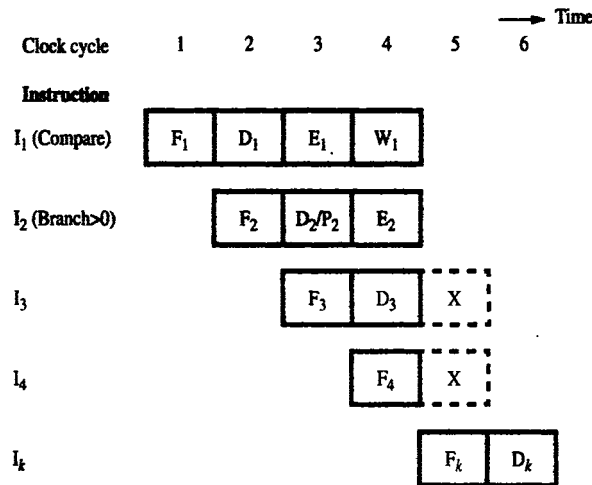 Time
Clock cycle 1 2 3 4 5 6
Instruction
I₁ (Compare) F₁ D₁ E₁ W₁
I₂ (Branch>0) F₂ D₂/P₂ E₂
I₃ F₃ D₃ X
I₄ F₄ X
Iₖ Fₖ Dₖ